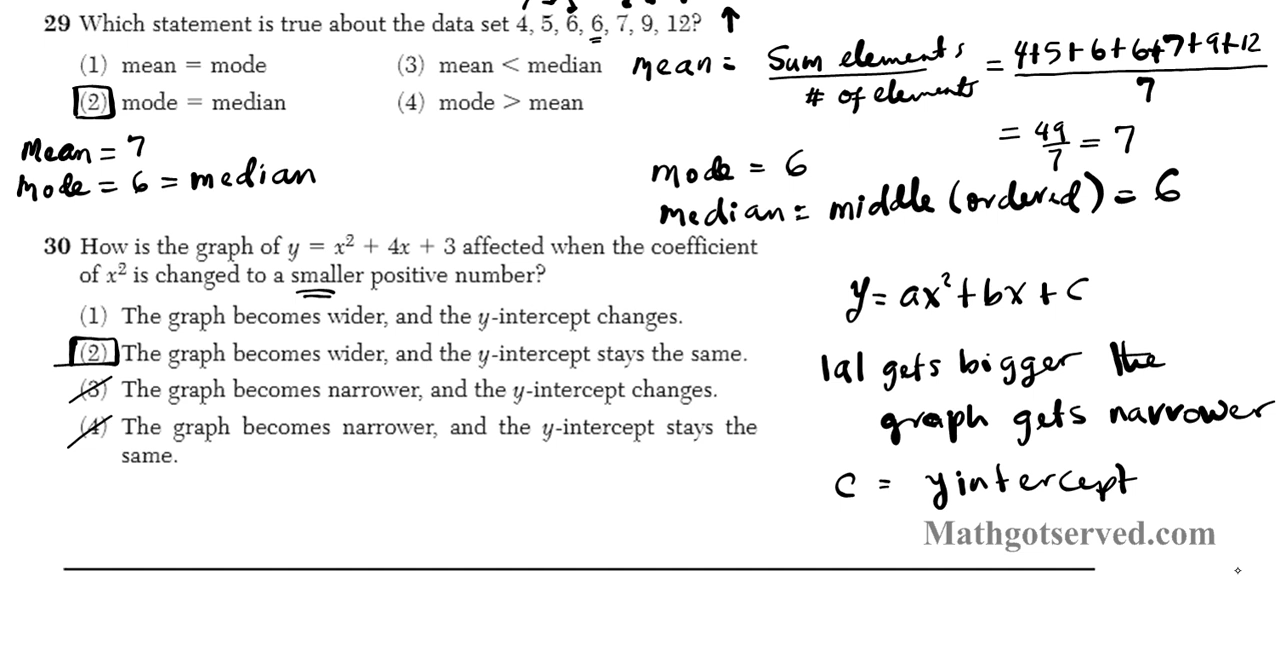 29 Which statement is true about the data set 4, 5, 6, 6, 7, 9, 12? ↑
(1) mean = mode
(3) mean < median
(2) mode = median
(4) mode > mean
mean = Sum elements / # of elements = 4+5+6+6+7+9+12 / 7
= 49/7 = 7
Mean = 7
Mode = 6 = median
mode = 6
median = middle (ordered) = 6
30 How is the graph of y = x² + 4x + 3 affected when the coefficient
of x² is changed to a smaller positive number?
(1) The graph becomes wider, and the y-intercept changes.
(2) The graph becomes wider, and the y-intercept stays the same.
(3) The graph becomes narrower, and the y-intercept changes.
(4) The graph becomes narrower, and the y-intercept stays the
same.
y = ax² + bx + c
|a| gets bigger the
graph gets narrower
c = y intercept
Mathgotserved.com